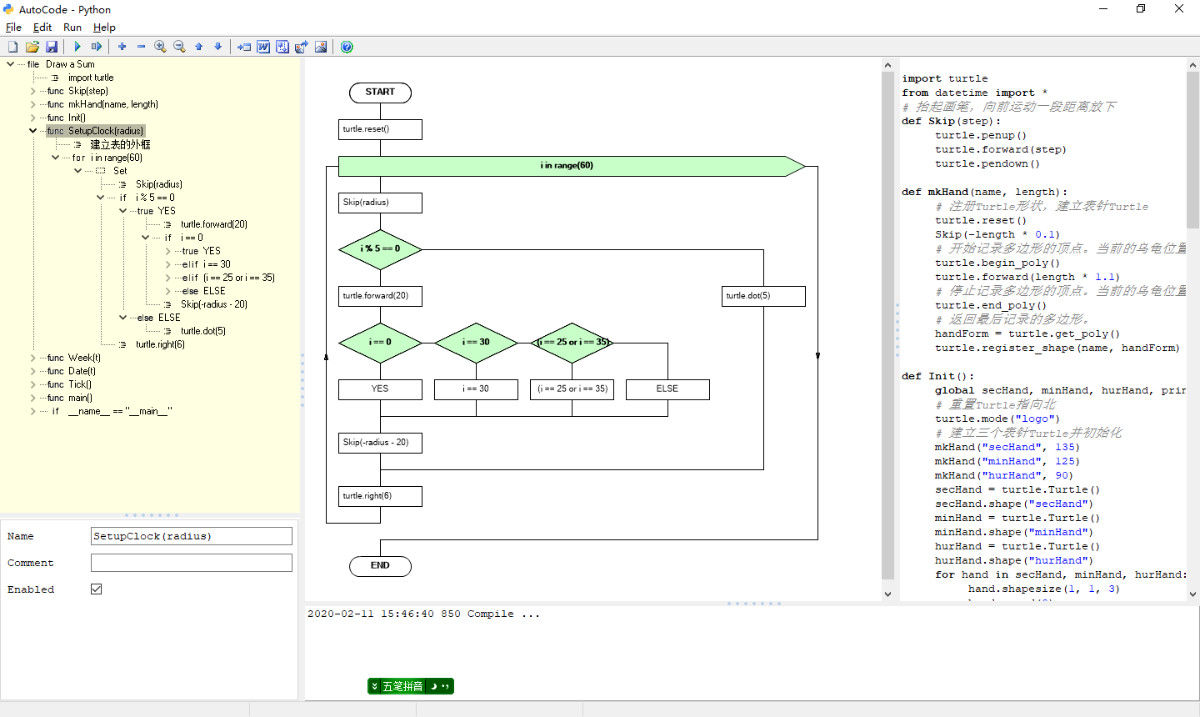 AutoCode - Python
File Edit Run Help
file Draw a Sum
import turtle
func Skip(step)
func mkHand(name, length)
func Init()
func SetupClock(radius)
建立表的外框
for i in range(60)
Set
Skip(radius)
if i % 5 == 0
true YES
turtle.forward(20)
if i == 0
true YES
elif i == 30
elif (i == 25 or i == 35)
else ELSE
Skip(-radius - 20)
else ELSE
turtle.dot(5)
turtle.right(6)
func Week(t)
func Date(t)
func Tick()
func main()
if __name__ == "__main__"
Name SetupClock(radius)
Comment
Enabled
START
turtle.reset()
i in range(60)
Skip(radius)
i % 5 == 0
turtle.forward(20)
turtle.dot(5)
i == 0
i == 30
(i == 25 or i == 35)
YES
i == 30
(i == 25 or i == 35)
ELSE
Skip(-radius - 20)
turtle.right(6)
END
import turtle
from datetime import *
# 抬起画笔，向前运动一段距离放下
def Skip(step):
turtle.penup()
turtle.forward(step)
turtle.pendown()
def mkHand(name, length):
# 注册Turtle形状，建立表针Turtle
turtle.reset()
Skip(-length * 0.1)
# 开始记录多边形的顶点。当前的乌龟位置
turtle.begin_poly()
turtle.forward(length * 1.1)
# 停止记录多边形的顶点。当前的乌龟位置
turtle.end_poly()
# 返回最后记录的多边形。
handForm = turtle.get_poly()
turtle.register_shape(name, handForm)
def Init():
global secHand, minHand, hurHand, prin
# 重置Turtle指向北
turtle.mode("logo")
# 建立三个表针Turtle并初始化
mkHand("secHand", 135)
mkHand("minHand", 125)
mkHand("hurHand", 90)
secHand = turtle.Turtle()
secHand.shape("secHand")
minHand = turtle.Turtle()
minHand.shape("minHand")
hurHand = turtle.Turtle()
hurHand.shape("hurHand")
for hand in secHand, minHand, hurHand:
hand.shapesize(1, 1, 3)
2020-02-11 15:46:40 850 Compile ...
五笔拼音